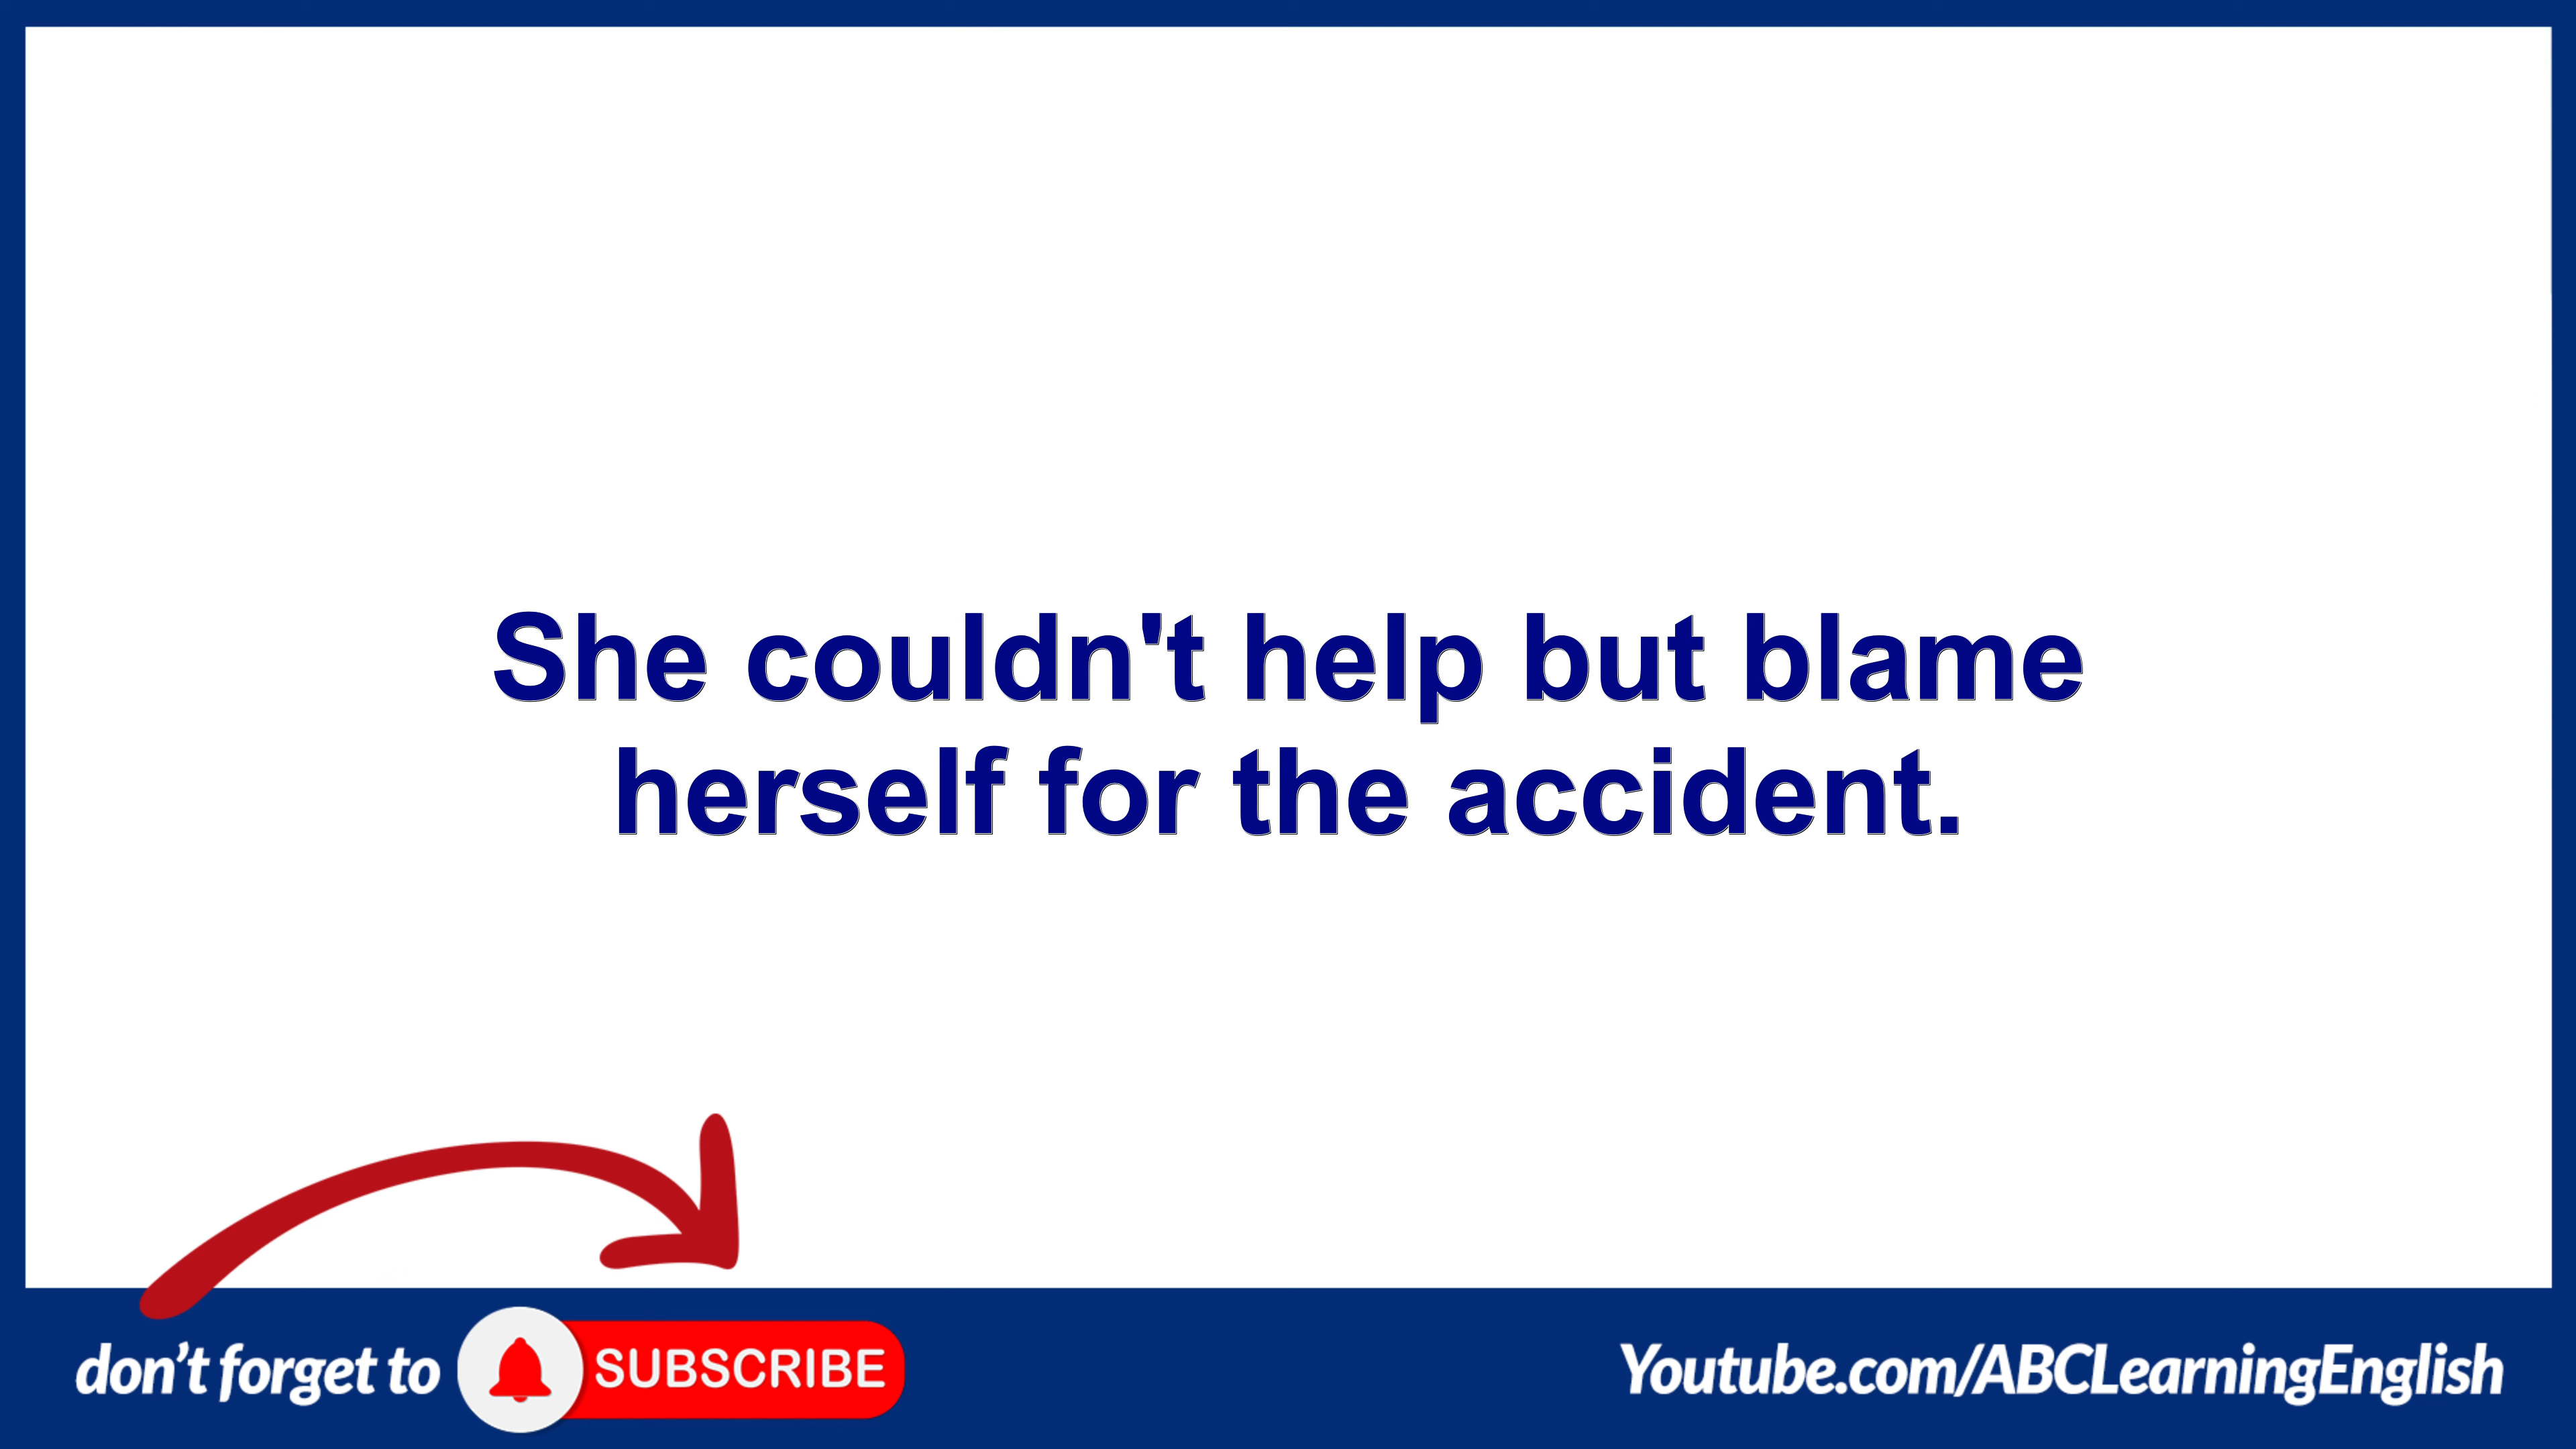 She couldn't help but blame
herself for the accident.
don't forget to SUBSCRIBE
Youtube.com/ABCLearningEnglish